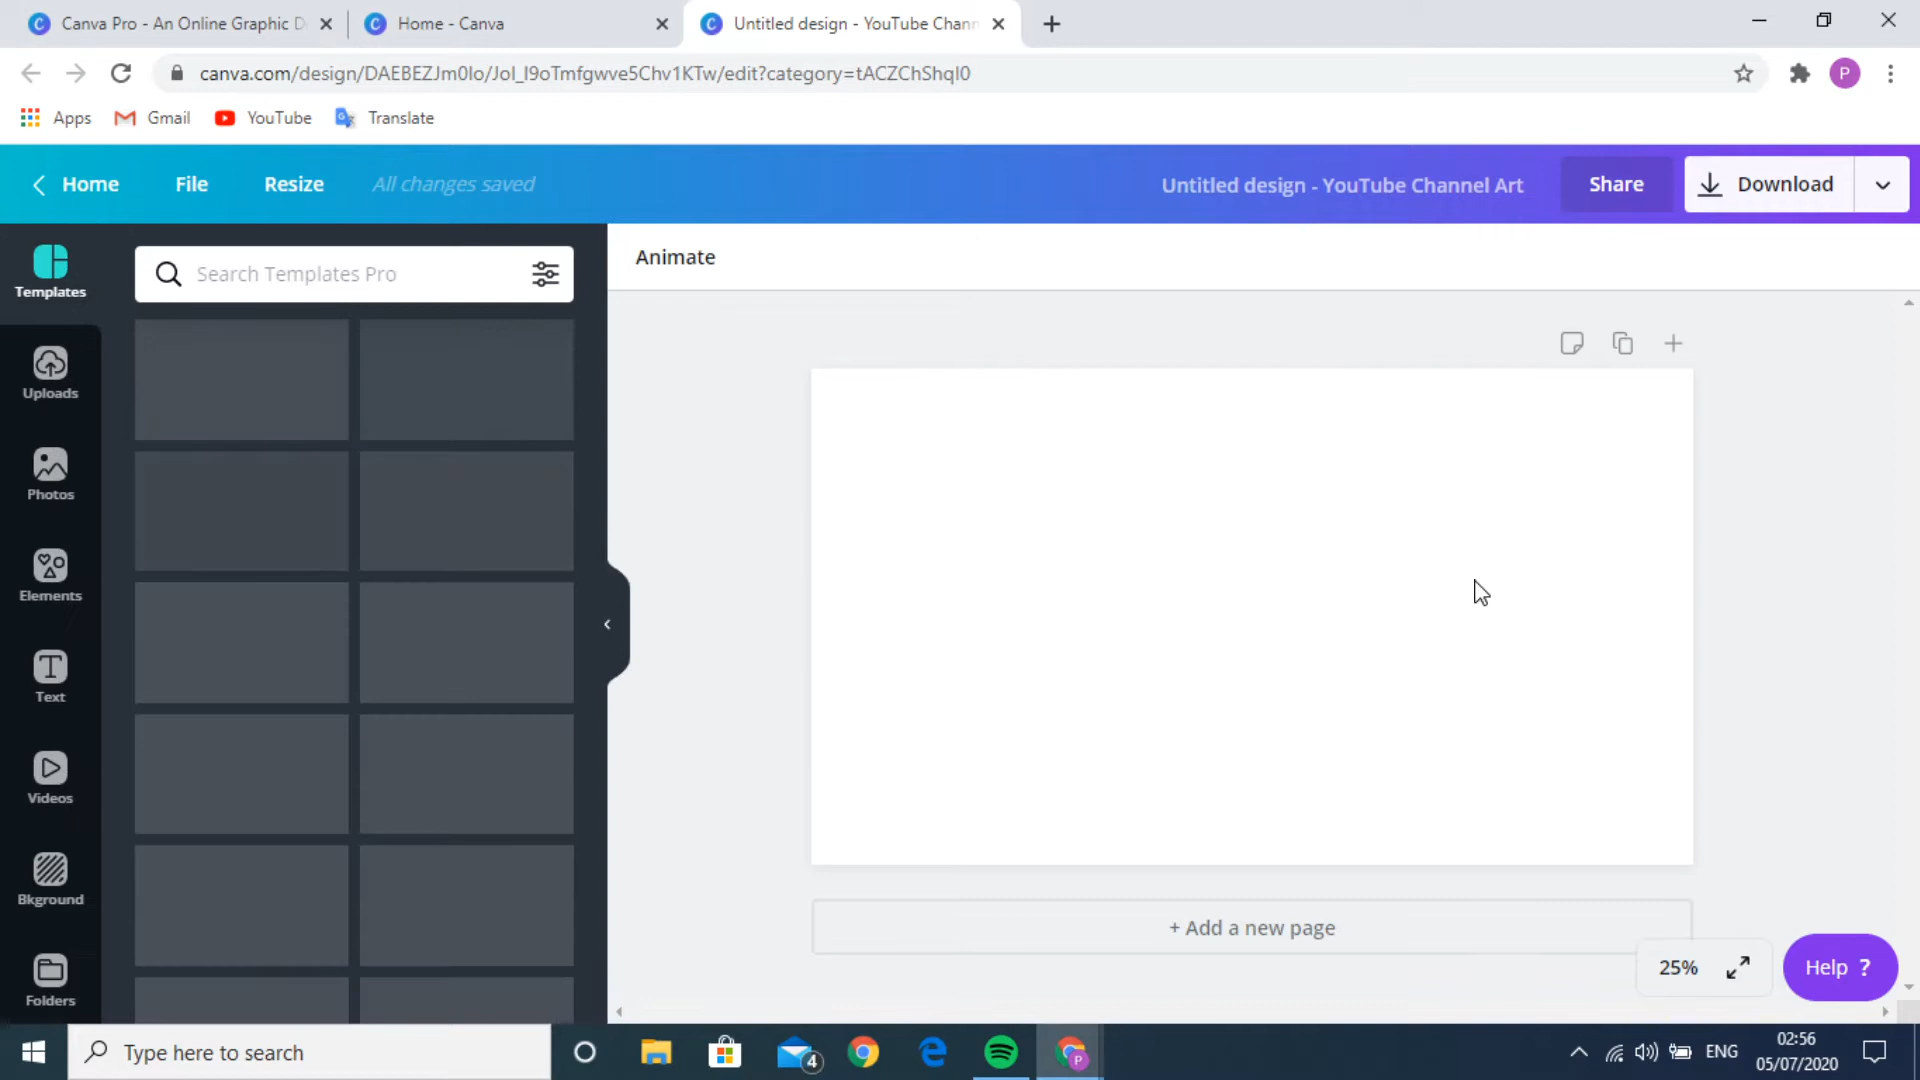 Canva Pro - An Online Graphic D
Home - Canva
Untitled design - YouTube Chann
canva.com/design/DAEBEZJm0lo/Jol_l9oTmfgwve5Chv1KTw/edit?category=tACZChShql0
P
Apps
Gmail
YouTube
Translate
Home
File
Resize
All changes saved
Untitled design - YouTube Channel Art
Share
Download
Templates
Search Templates Pro
Animate
Uploads
Photos
Elements
Text
Videos
Bkground
Folders
+ Add a new page
25%
Help ?
Type here to search
4
P
ENG
02:56
05/07/2020